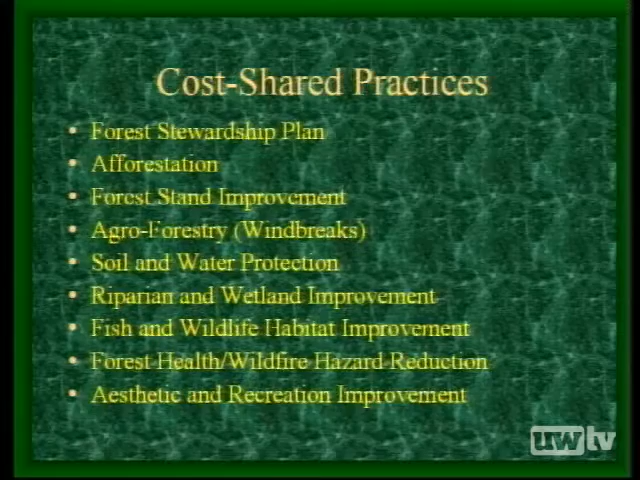 Cost-Shared Practices
• Forest Stewardship Plan
• Afforestation
• Forest Stand Improvement
• Agro-Forestry (Windbreaks)
• Soil and Water Protection
• Riparian and Wetland Improvement
• Fish and Wildlife Habitat Improvement
• Forest Health/Wildfire Hazard Reduction
• Aesthetic and Recreation Improvement
uwtv